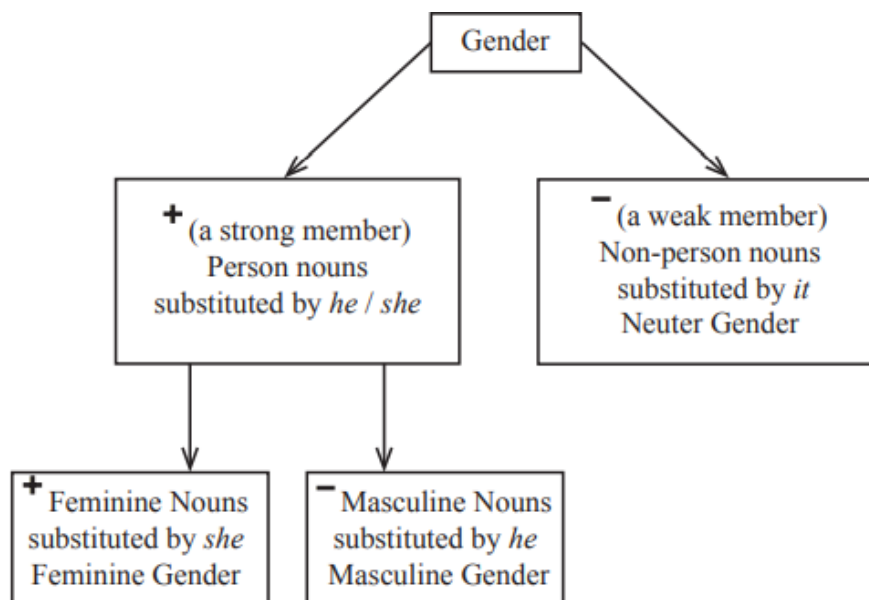 Gender
+ (a strong member)
Person nouns
substituted by he / she
− (a weak member)
Non-person nouns
substituted by it
Neuter Gender
+ Feminine Nouns
substituted by she
Feminine Gender
− Masculine Nouns
substituted by he
Masculine Gender